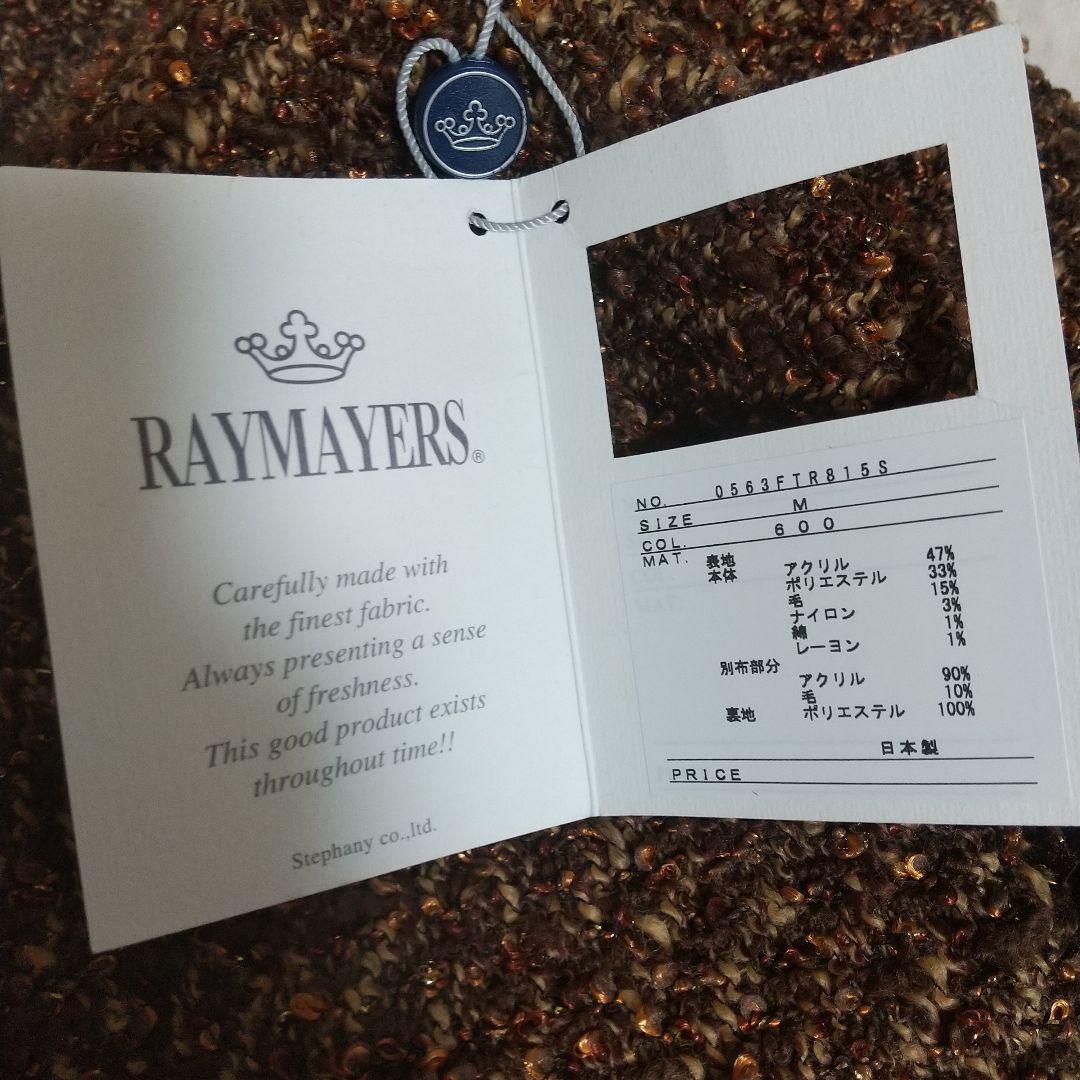 RAYMAYERS®
Carefully made with
the finest fabric.
Always presenting a sense
of freshness.
This good product exists
throughout time!!
Stephany co.,ltd.
NO. 0563FTR815S
SIZE M
COL. 600
MAT. 表地 アクリル 47%
本体 ポリエステル 33%
毛 15%
ナイロン 3%
綿 1%
レーヨン 1%
別布部分
アクリル 90%
毛 10%
裏地 ポリエステル 100%
日本製
PRICE